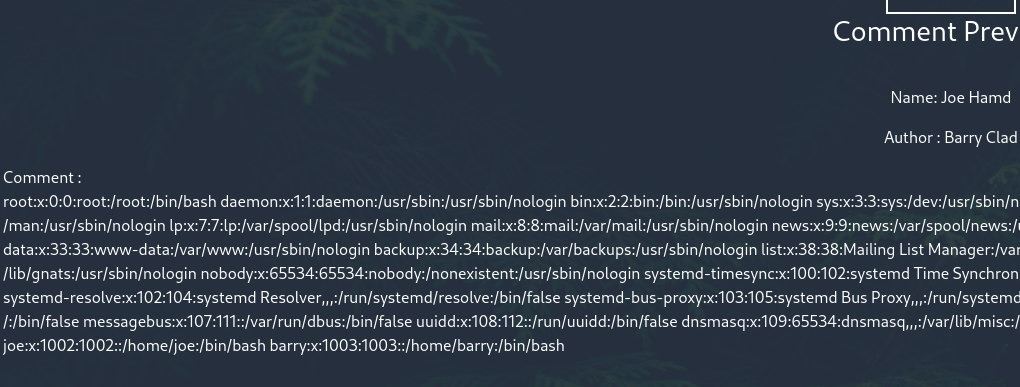 Comment Prev
Name: Joe Hamd
Author : Barry Clad
Comment :
root:x:0:0:root:/root:/bin/bash daemon:x:1:1:daemon:/usr/sbin:/usr/sbin/nologin bin:x:2:2:bin:/bin:/usr/sbin/nologin sys:x:3:3:sys:/dev:/usr/sbin/n
/man:/usr/sbin/nologin lp:x:7:7:lp:/var/spool/lpd:/usr/sbin/nologin mail:x:8:8:mail:/var/mail:/usr/sbin/nologin news:x:9:9:news:/var/spool/news:/u
data:x:33:33:www-data:/var/www:/usr/sbin/nologin backup:x:34:34:backup:/var/backups:/usr/sbin/nologin list:x:38:38:Mailing List Manager:/var
/lib/gnats:/usr/sbin/nologin nobody:x:65534:65534:nobody:/nonexistent:/usr/sbin/nologin systemd-timesync:x:100:102:systemd Time Synchron
systemd-resolve:x:102:104:systemd Resolver,,,:/run/systemd/resolve:/bin/false systemd-bus-proxy:x:103:105:systemd Bus Proxy,,,:/run/systemd
/:/bin/false messagebus:x:107:111::/var/run/dbus:/bin/false uuidd:x:108:112::/run/uuidd:/bin/false dnsmasq:x:109:65534:dnsmasq,,,:/var/lib/misc:/
joe:x:1002:1002::/home/joe:/bin/bash barry:x:1003:1003::/home/barry:/bin/bash